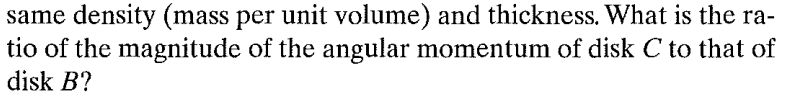 same density (mass per unit volume) and thickness. What is the ra-
tio of the magnitude of the angular momentum of disk C to that of
disk B?